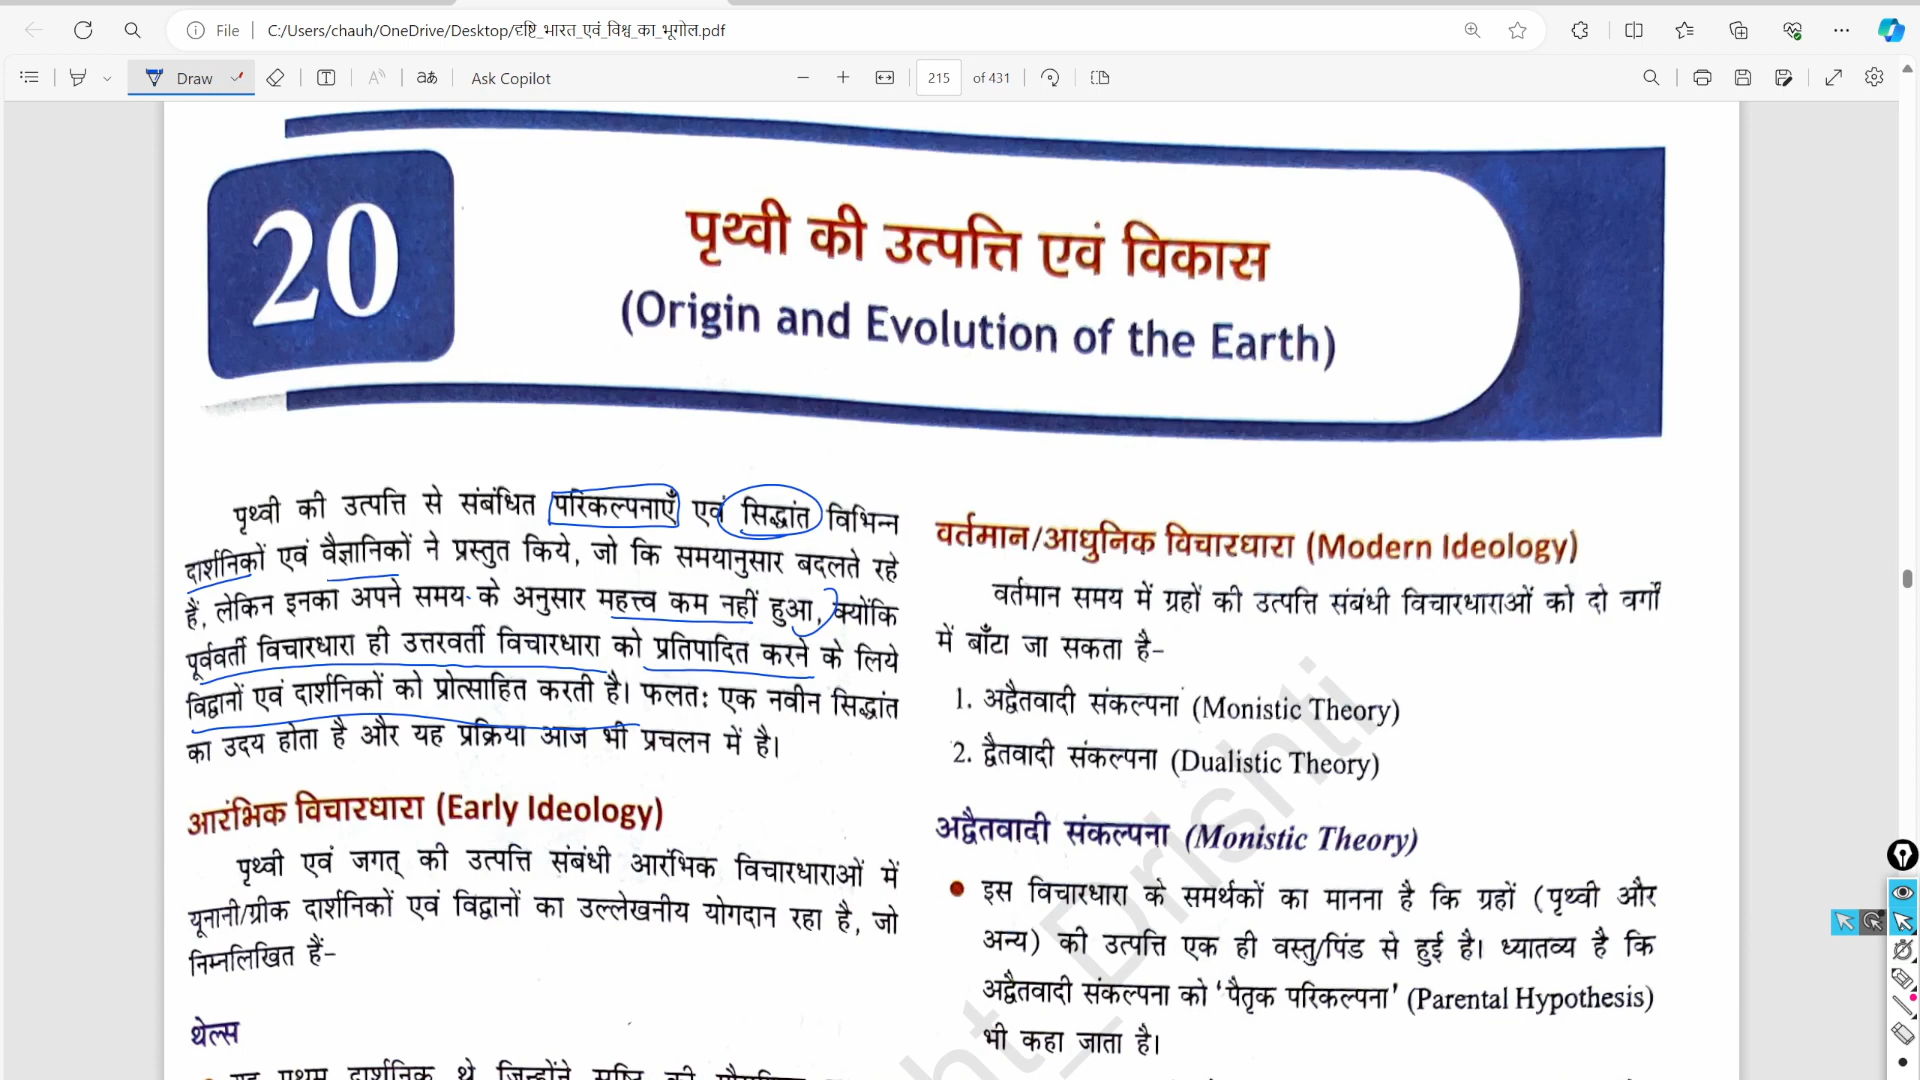 File
C:/Users/chauh/OneDrive/Desktop/दृष्टि_भारत_एवं_विश्व_का_भूगोल.pdf
Draw
Ask Copilot
215 of 431
20
पृथ्वी की उत्पत्ति एवं विकास
(Origin and Evolution of the Earth)
पृथ्वी की उत्पत्ति से संबंधित परिकल्पनाएँ एवं सिद्धांत विभिन्न
दार्शनिकों एवं वैज्ञानिकों ने प्रस्तुत किये, जो कि समयानुसार बदलते रहे
हैं, लेकिन इनका अपने समय के अनुसार महत्त्व कम नहीं हुआ, क्योंकि
पूर्ववर्ती विचारधारा ही उत्तरवर्ती विचारधारा को प्रतिपादित करने के लिये
विद्वानों एवं दार्शनिकों को प्रोत्साहित करती है। फलतः एक नवीन सिद्धांत
का उदय होता है और यह प्रक्रिया आज भी प्रचलन में है।
आरंभिक विचारधारा (Early Ideology)
पृथ्वी एवं जगत् की उत्पत्ति संबंधी आरंभिक विचारधाराओं में
यूनानी/ग्रीक दार्शनिकों एवं विद्वानों का उल्लेखनीय योगदान रहा है, जो
निम्नलिखित हैं-
थेल्स
यह प्रथम दार्शनिक थे जिन्होंने सृष्टि की
वर्तमान/आधुनिक विचारधारा (Modern Ideology)
वर्तमान समय में ग्रहों की उत्पत्ति संबंधी विचारधाराओं को दो वर्गों
में बाँटा जा सकता है-
1. अद्वैतवादी संकल्पना (Monistic Theory)
2. द्वैतवादी संकल्पना (Dualistic Theory)
अद्वैतवादी संकल्पना (Monistic Theory)
इस विचारधारा के समर्थकों का मानना है कि ग्रहों (पृथ्वी और
अन्य) की उत्पत्ति एक ही वस्तु/पिंड से हुई है। ध्यातव्य है कि
अद्वैतवादी संकल्पना को 'पैतृक परिकल्पना' (Parental Hypothesis)
भी कहा जाता है।
ht_Drishti